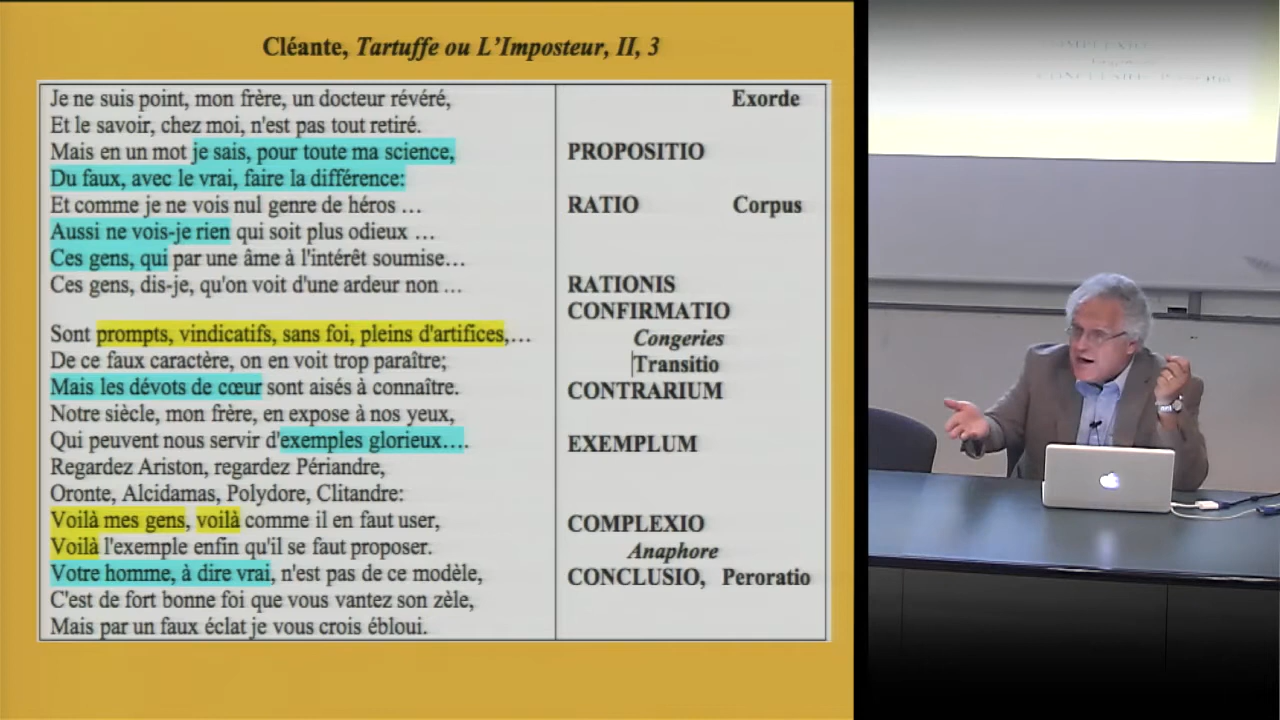 Cléante, Tartuffe ou L'Imposteur, II, 3
Je ne suis point, mon frère, un docteur révéré, Exorde
Et le savoir, chez moi, n'est pas tout retiré.
Mais en un mot je sais, pour toute ma science, PROPOSITIO
Du faux, avec le vrai, faire la différence:
Et comme je ne vois nul genre de héros … RATIO Corpus
Aussi ne vois-je rien qui soit plus odieux …
Ces gens, qui par une âme à l'intérêt soumise…
Ces gens, dis-je, qu'on voit d'une ardeur non … RATIONIS
CONFIRMATIO
Sont prompts, vindicatifs, sans foi, pleins d'artifices,… Congeries
De ce faux caractère, on en voit trop paraître; Transitio
Mais les dévots de cœur sont aisés à connaître. CONTRARIUM
Notre siècle, mon frère, en expose à nos yeux,
Qui peuvent nous servir d'exemples glorieux…. EXEMPLUM
Regardez Ariston, regardez Périandre,
Oronte, Alcidamas, Polydore, Clitandre:
Voilà mes gens, voilà comme il en faut user, COMPLEXIO
Voilà l'exemple enfin qu'il se faut proposer. Anaphore
Votre homme, à dire vrai, n'est pas de ce modèle, CONCLUSIO, Peroratio
C'est de fort bonne foi que vous vantez son zèle,
Mais par un faux éclat je vous crois ébloui.